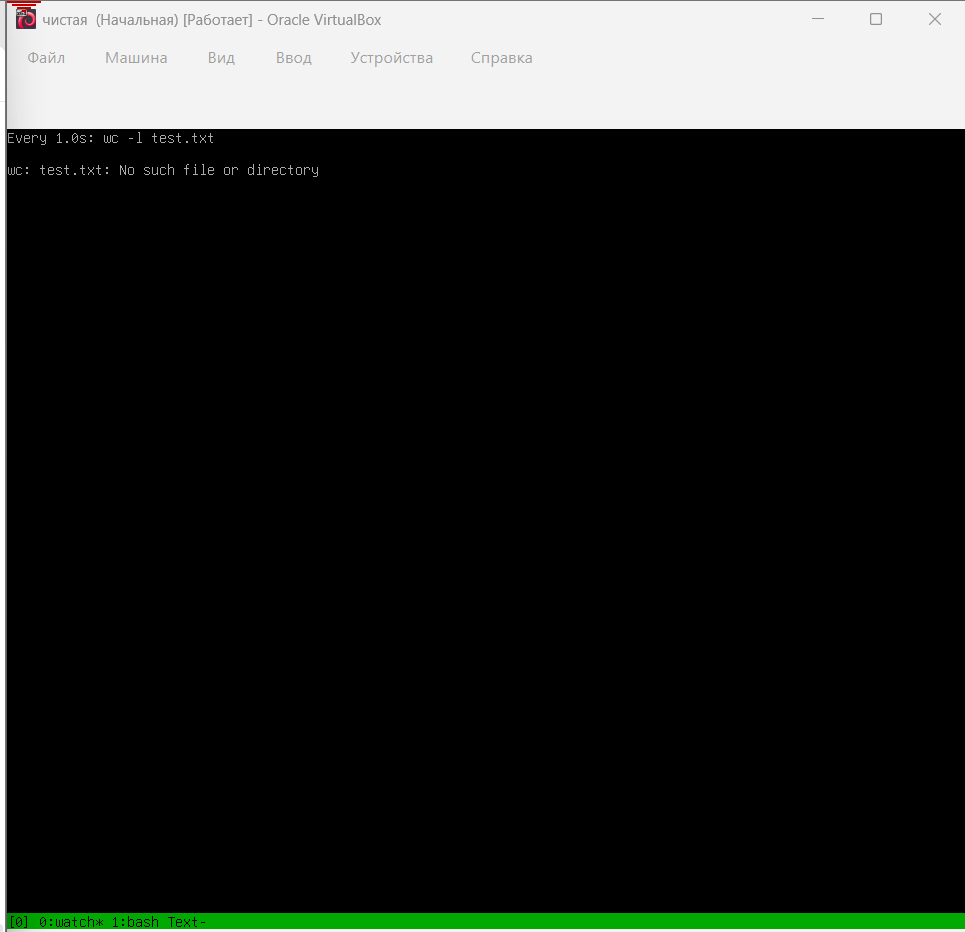 чистая (Начальная) [Работает] - Oracle VirtualBox
Файл Машина Вид Ввод Устройства Справка
Every 1.0s: wc -l test.txt
wc: test.txt: No such file or directory
[0] 0:watch* 1:bash Text-